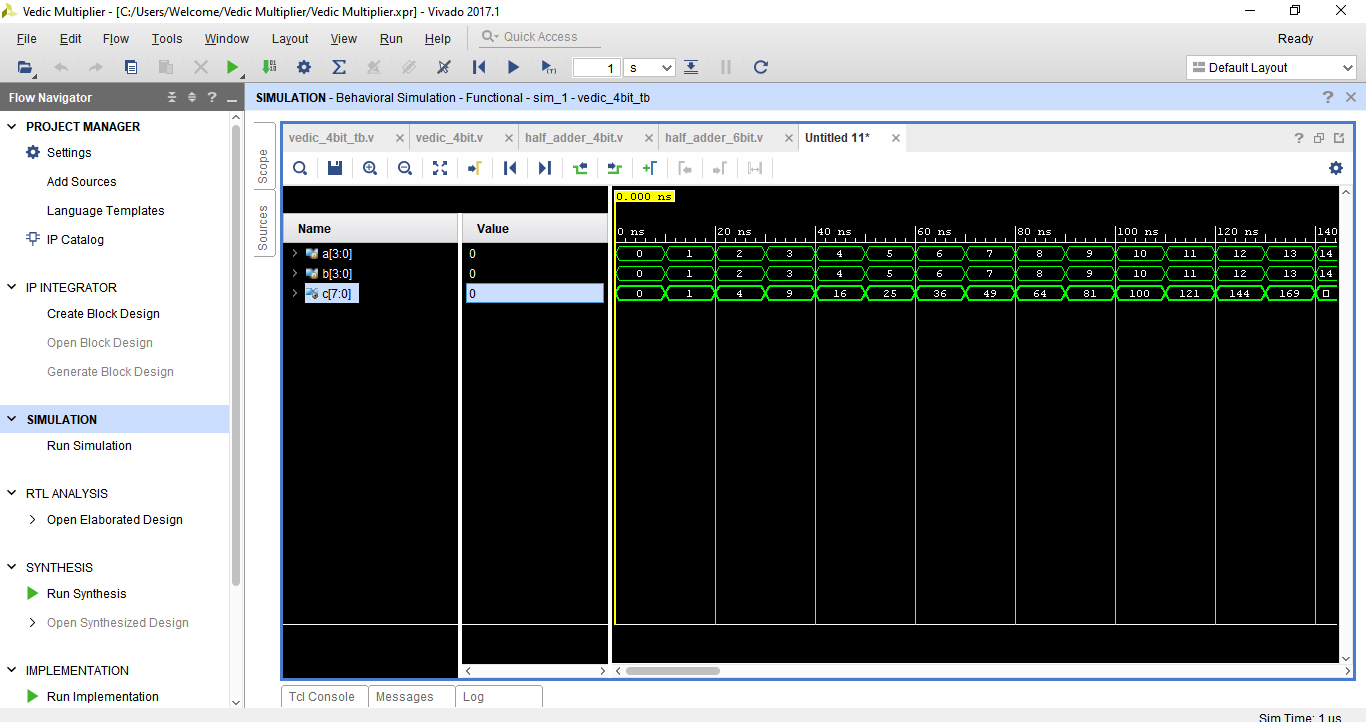 Vedic Multiplier - [C:/Users/Welcome/Vedic Multiplier/Vedic Multiplier.xpr] - Vivado 2017.1
File Edit Flow Tools Window Layout View Run Help Quick Access Ready
1 s Default Layout
Flow Navigator
SIMULATION - Behavioral Simulation - Functional - sim_1 - vedic_4bit_tb
PROJECT MANAGER
Settings
Add Sources
Language Templates
IP Catalog
IP INTEGRATOR
Create Block Design
Open Block Design
Generate Block Design
SIMULATION
Run Simulation
RTL ANALYSIS
Open Elaborated Design
SYNTHESIS
Run Synthesis
Open Synthesized Design
IMPLEMENTATION
Run Implementation
Scope
Sources
vedic_4bit_tb.v vedic_4bit.v half_adder_4bit.v half_adder_6bit.v Untitled 11*
0.000 ns
Name Value
0 ns 20 ns 40 ns 60 ns 80 ns 100 ns 120 ns 140
a[3:0] 0 0 1 2 3 4 5 6 7 8 9 10 11 12 13 14
b[3:0] 0 0 1 2 3 4 5 6 7 8 9 10 11 12 13 14
c[7:0] 0 0 1 4 9 16 25 36 49 64 81 100 121 144 169
Tcl Console Messages Log
Sim Time: 1 us